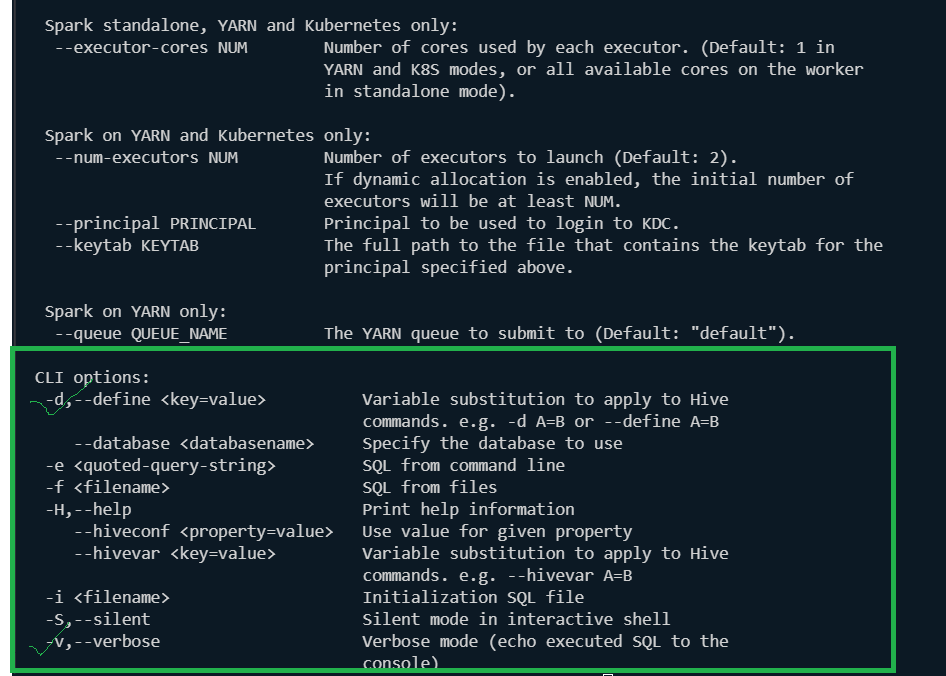 Spark standalone, YARN and Kubernetes only:
--executor-cores NUM Number of cores used by each executor. (Default: 1 in
YARN and K8S modes, or all available cores on the worker
in standalone mode).
Spark on YARN and Kubernetes only:
--num-executors NUM Number of executors to launch (Default: 2).
If dynamic allocation is enabled, the initial number of
executors will be at least NUM.
--principal PRINCIPAL Principal to be used to login to KDC.
--keytab KEYTAB The full path to the file that contains the keytab for the
principal specified above.
Spark on YARN only:
--queue QUEUE_NAME The YARN queue to submit to (Default: "default").
CLI options:
-d,--define <key=value> Variable substitution to apply to Hive
commands. e.g. -d A=B or --define A=B
--database <databasename> Specify the database to use
-e <quoted-query-string> SQL from command line
-f <filename> SQL from files
-H,--help Print help information
--hiveconf <property=value> Use value for given property
--hivevar <key=value> Variable substitution to apply to Hive
commands. e.g. --hivevar A=B
-i <filename> Initialization SQL file
-S,--silent Silent mode in interactive shell
-v,--verbose Verbose mode (echo executed SQL to the
console)